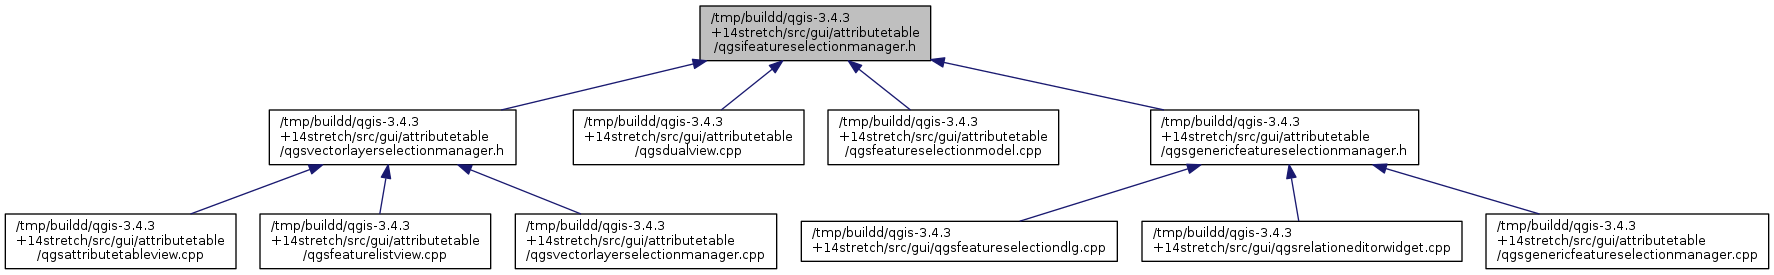 /tmp/buildd/qgis-3.4.3
+14stretch/src/gui/attributetable
/qgsifeatureselectionmanager.h
/tmp/buildd/qgis-3.4.3
+14stretch/src/gui/attributetable
/qgsvectorlayerselectionmanager.h
/tmp/buildd/qgis-3.4.3
+14stretch/src/gui/attributetable
/qgsdualview.cpp
/tmp/buildd/qgis-3.4.3
+14stretch/src/gui/attributetable
/qgsfeatureselectionmodel.cpp
/tmp/buildd/qgis-3.4.3
+14stretch/src/gui/attributetable
/qgsgenericfeatureselectionmanager.h
/tmp/buildd/qgis-3.4.3
+14stretch/src/gui/attributetable
/qgsattributetableview.cpp
/tmp/buildd/qgis-3.4.3
+14stretch/src/gui/attributetable
/qgsfeaturelistview.cpp
/tmp/buildd/qgis-3.4.3
+14stretch/src/gui/attributetable
/qgsvectorlayerselectionmanager.cpp
/tmp/buildd/qgis-3.4.3
+14stretch/src/gui/qgsfeatureselectiondlg.cpp
/tmp/buildd/qgis-3.4.3
+14stretch/src/gui/qgsrelationeditorwidget.cpp
/tmp/buildd/qgis-3.4.3
+14stretch/src/gui/attributetable
/qgsgenericfeatureselectionmanager.cpp